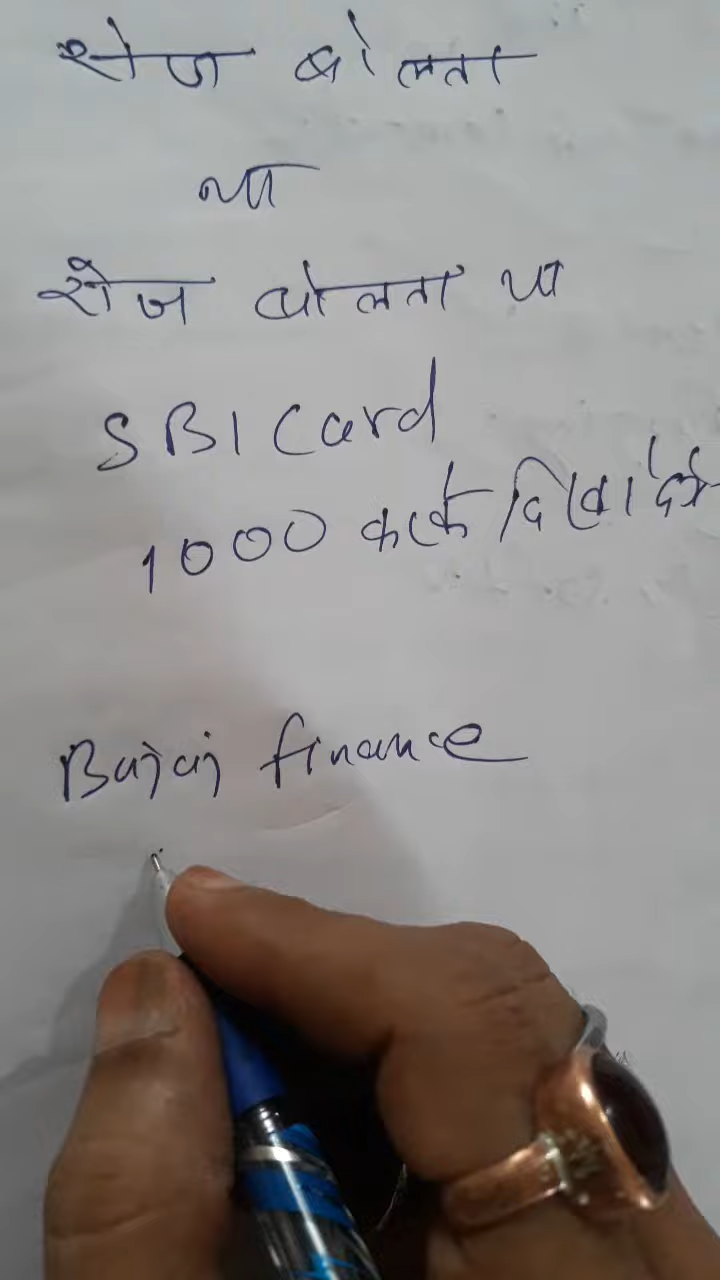 रोज बोलता
था
रोज बोलता था
SBI Card
1000 करके दिखा दो
Bajaj finance